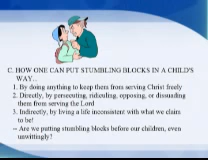 C. HOW ONE CAN PUT STUMBLING BLOCKS IN A CHILD'S
WAY...
1. By doing anything to keep them from serving Christ freely
2. Directly, by persecuting, ridiculing, opposing, or dissuading
them from serving the Lord
3. Indirectly, by living a life inconsistent with what we claim
to be!
-- Are we putting stumbling blocks before our children, even
unwittingly?